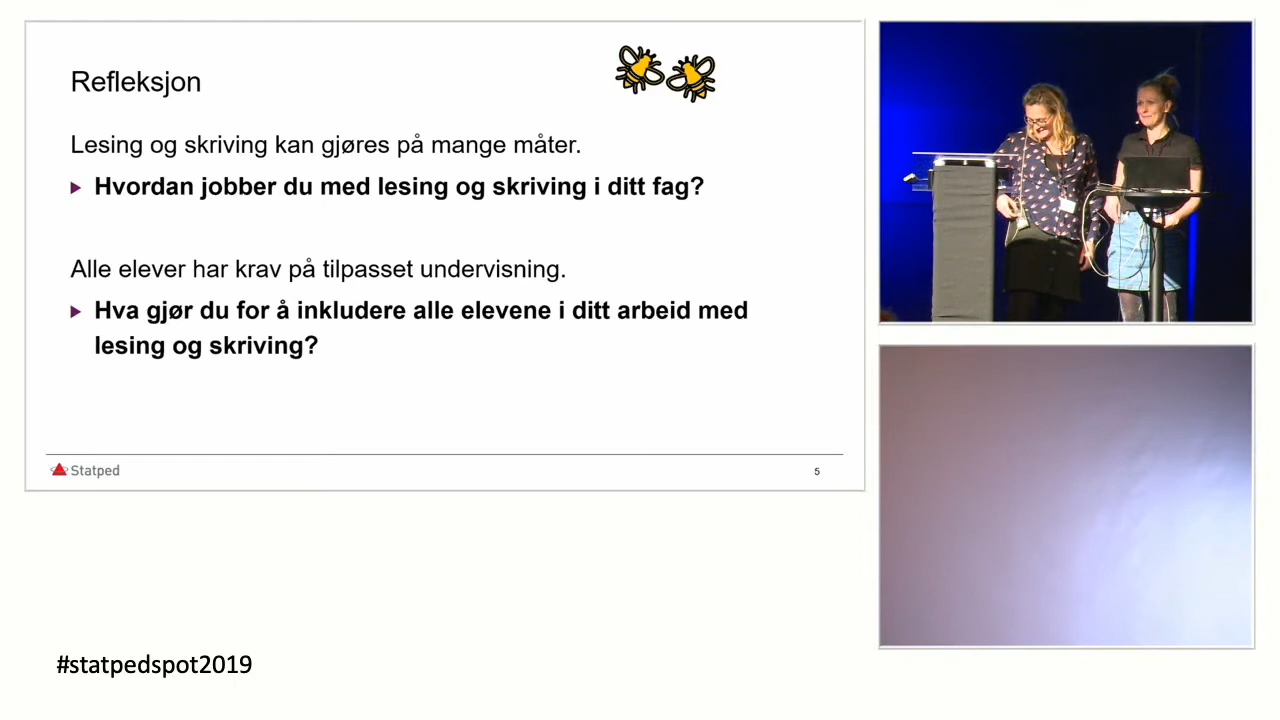 Refleksjon
Lesing og skriving kan gjøres på mange måter.
Hvordan jobber du med lesing og skriving i ditt fag?
Alle elever har krav på tilpasset undervisning.
Hva gjør du for å inkludere alle elevene i ditt arbeid med
lesing og skriving?
Statped
5
#statpedspot2019